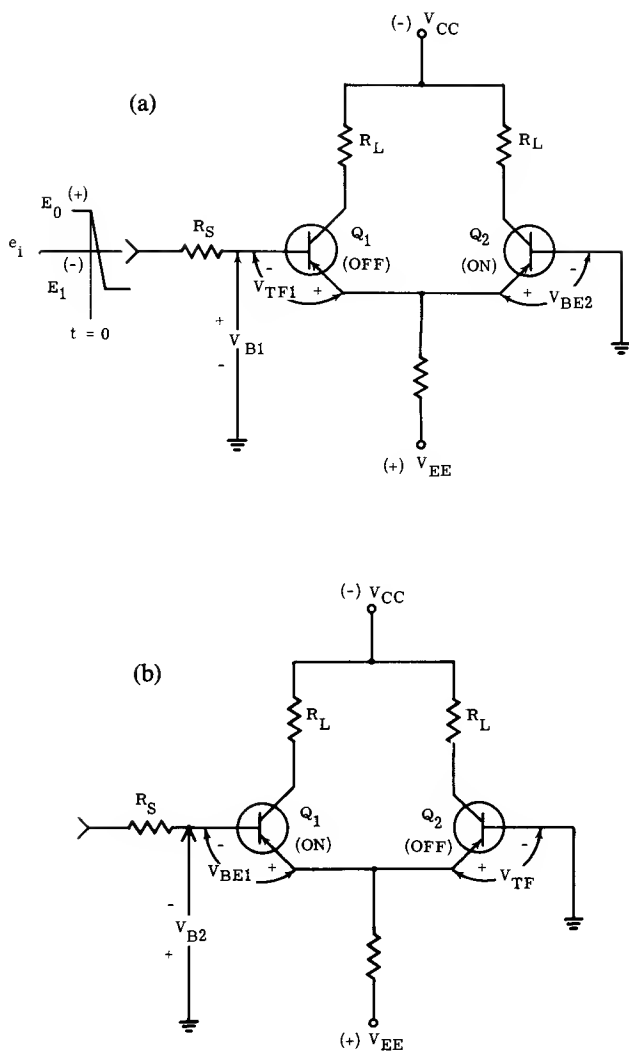 (-) V_CC
(a)
R_L
R_L
E_0 (+)
R_S
Q_1
Q_2
e_i
(-)
(OFF)
(ON)
E_1
-
-
V_TF1
+
+
V_BE2
t = 0
+
V_B1
-
(+) V_EE
(-) V_CC
(b)
R_L
R_L
R_S
Q_1
Q_2
(ON)
(OFF)
-
-
V_BE1
+
+
V_TF
-
V_B2
+
(+) V_EE